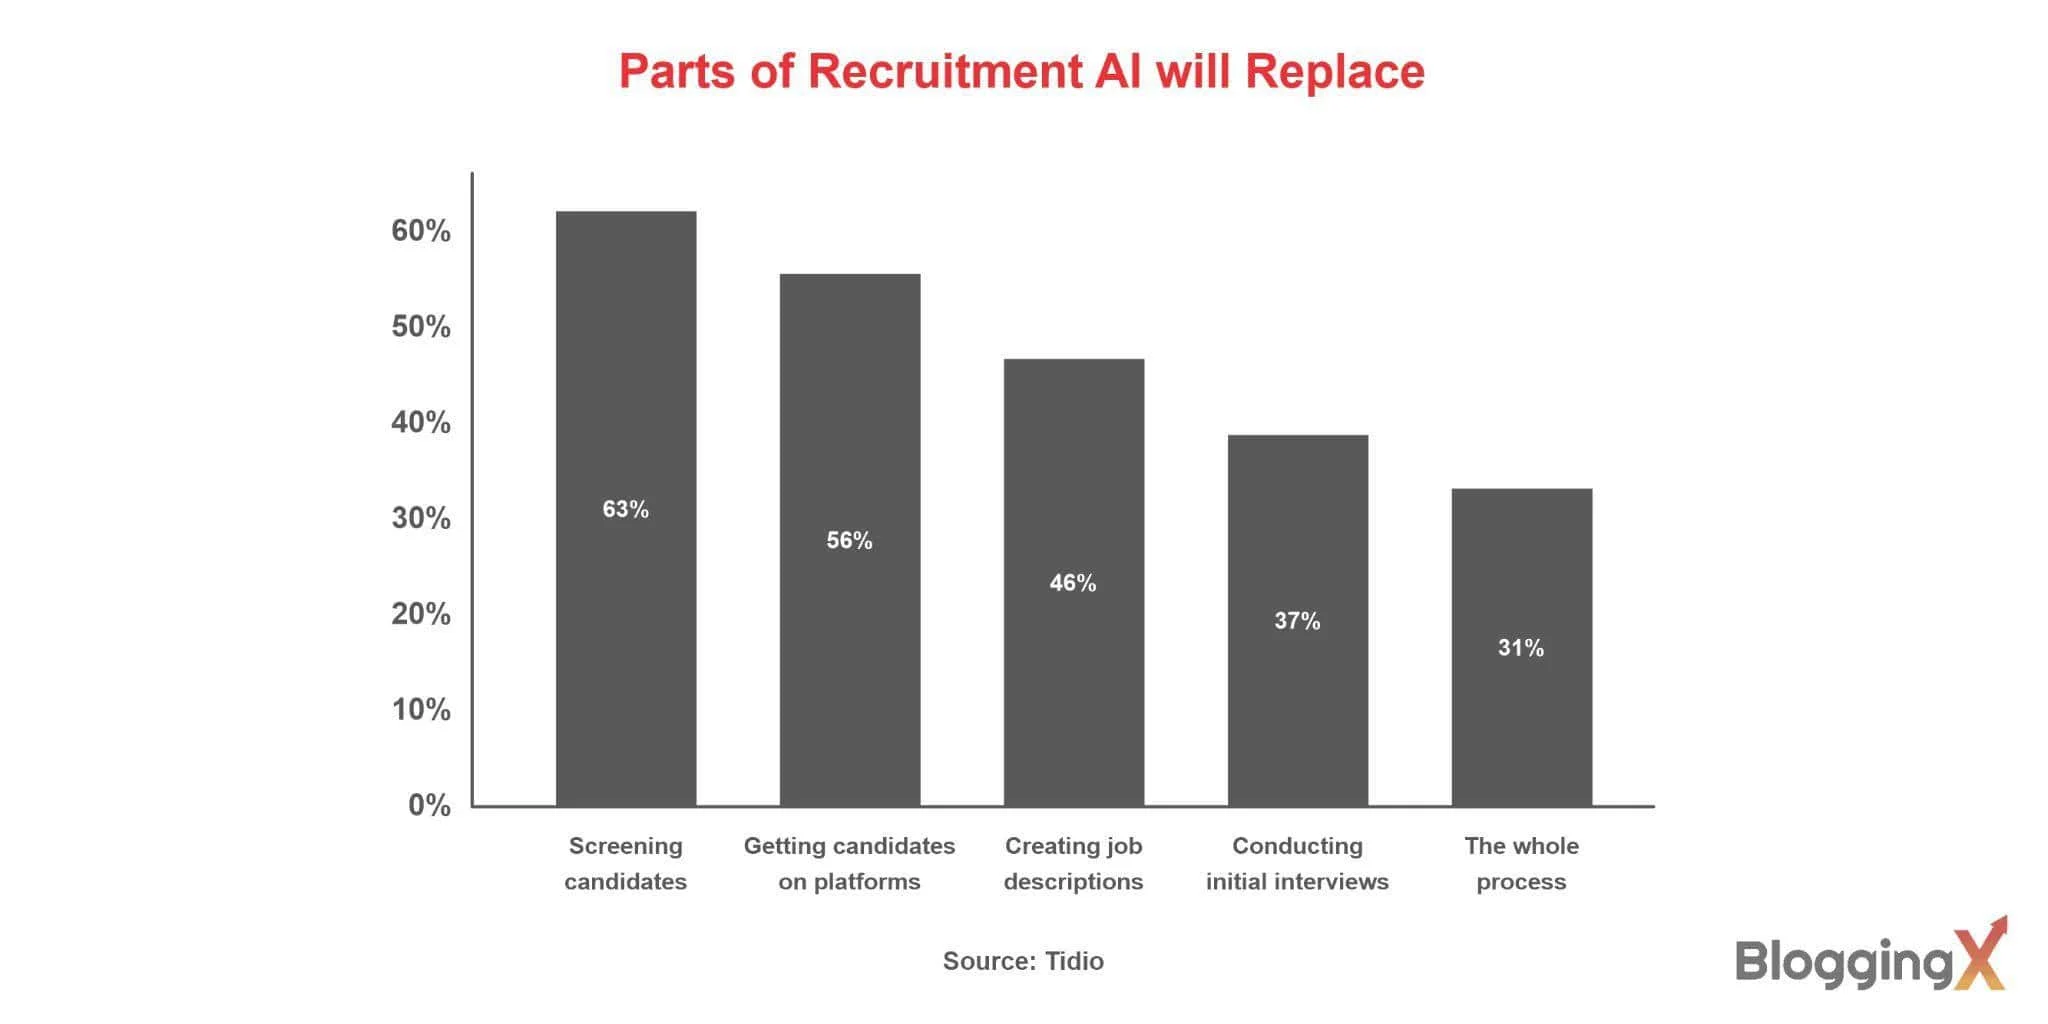 Parts of Recruitment AI will Replace
60%
50%
40%
30%
20%
10%
0%
63%
56%
46%
37%
31%
Screening
candidates
Getting candidates
on platforms
Creating job
descriptions
Conducting
initial interviews
The whole
process
Source: Tidio
BloggingX